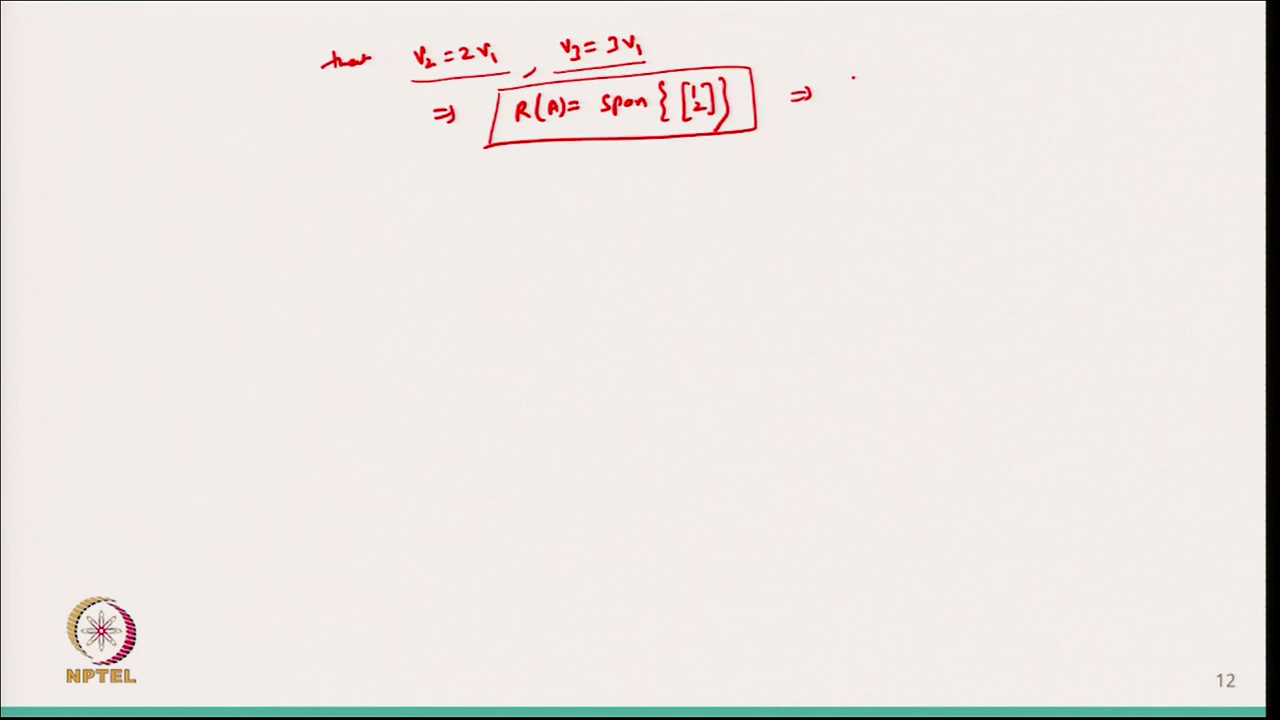 that v₂ = 2v₁ , v₃ = 3v₁
⇒ R(A) = span { [1 2] } ⇒
NPTEL
12